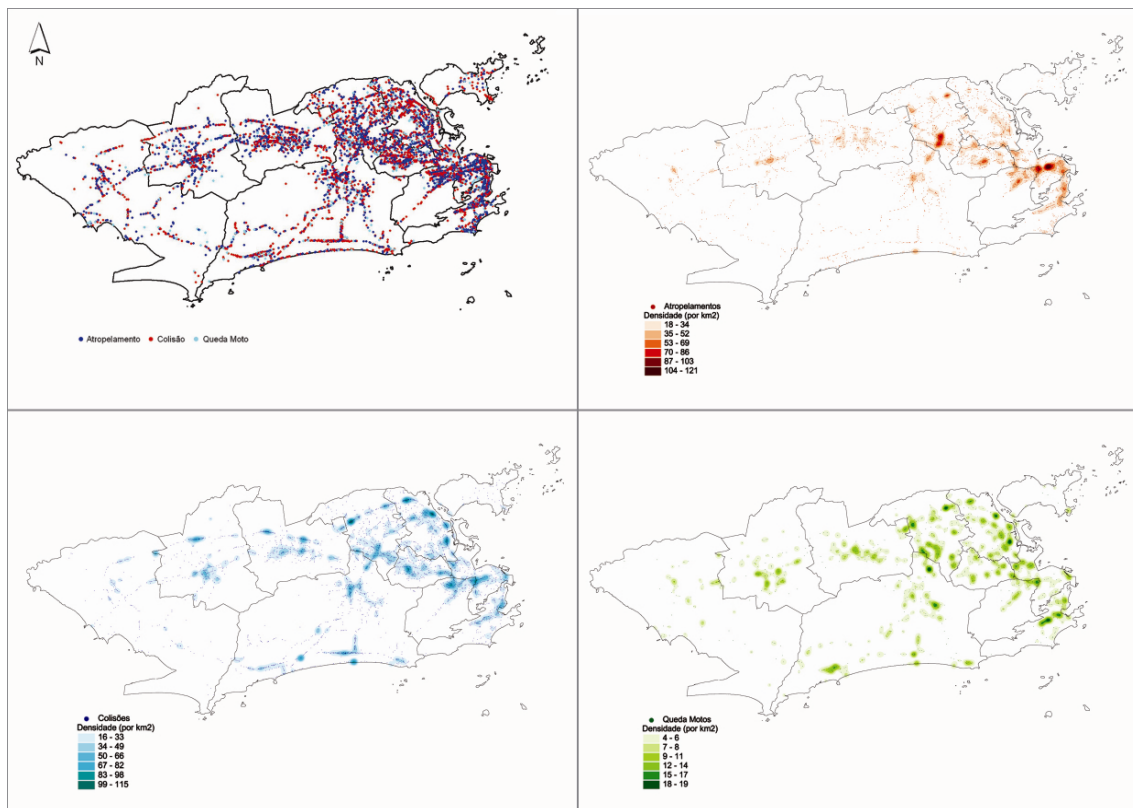 N
Atropelamento Colisão Queda Moto
Atropelamentos
Densidade (por km2)
18 - 34
35 - 52
53 - 69
70 - 86
87 - 103
104 - 121
Colisões
Densidade (por km2)
16 - 33
34 - 49
50 - 66
67 - 82
83 - 98
99 - 115
Queda Motos
Densidade (por km2)
4 - 6
7 - 8
9 - 11
12 - 14
15 - 17
18 - 19